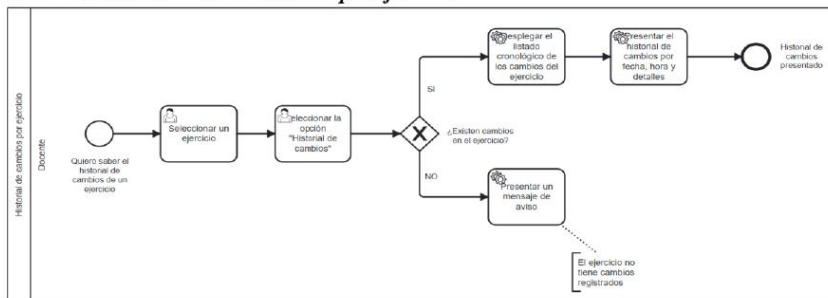 Historial de cambios por ejercicio
Docente
Quiero saber el
historial de
cambios de un
ejercicio
Seleccionar un
ejercicio
Seleccionar la
opción
"Historial de
cambios"
¿Existen cambios
en el ejercicio?
SI
Desplegar el
listado
cronológico de
los cambios del
ejercicio
Presentar el
historial de
cambios por
fecha, hora y
detalles
Historial de
cambios
presentado
NO
Presentar un
mensaje de
aviso
El ejercicio no
tiene cambios
registrados